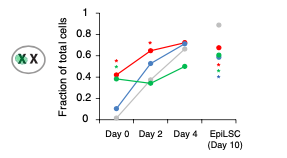 Fraction of total cells
1
0.8
0.6
0.4
0.2
0
X X
* * * * * *
Day 0 Day 2 Day 4 EpiLSC
(Day 10)